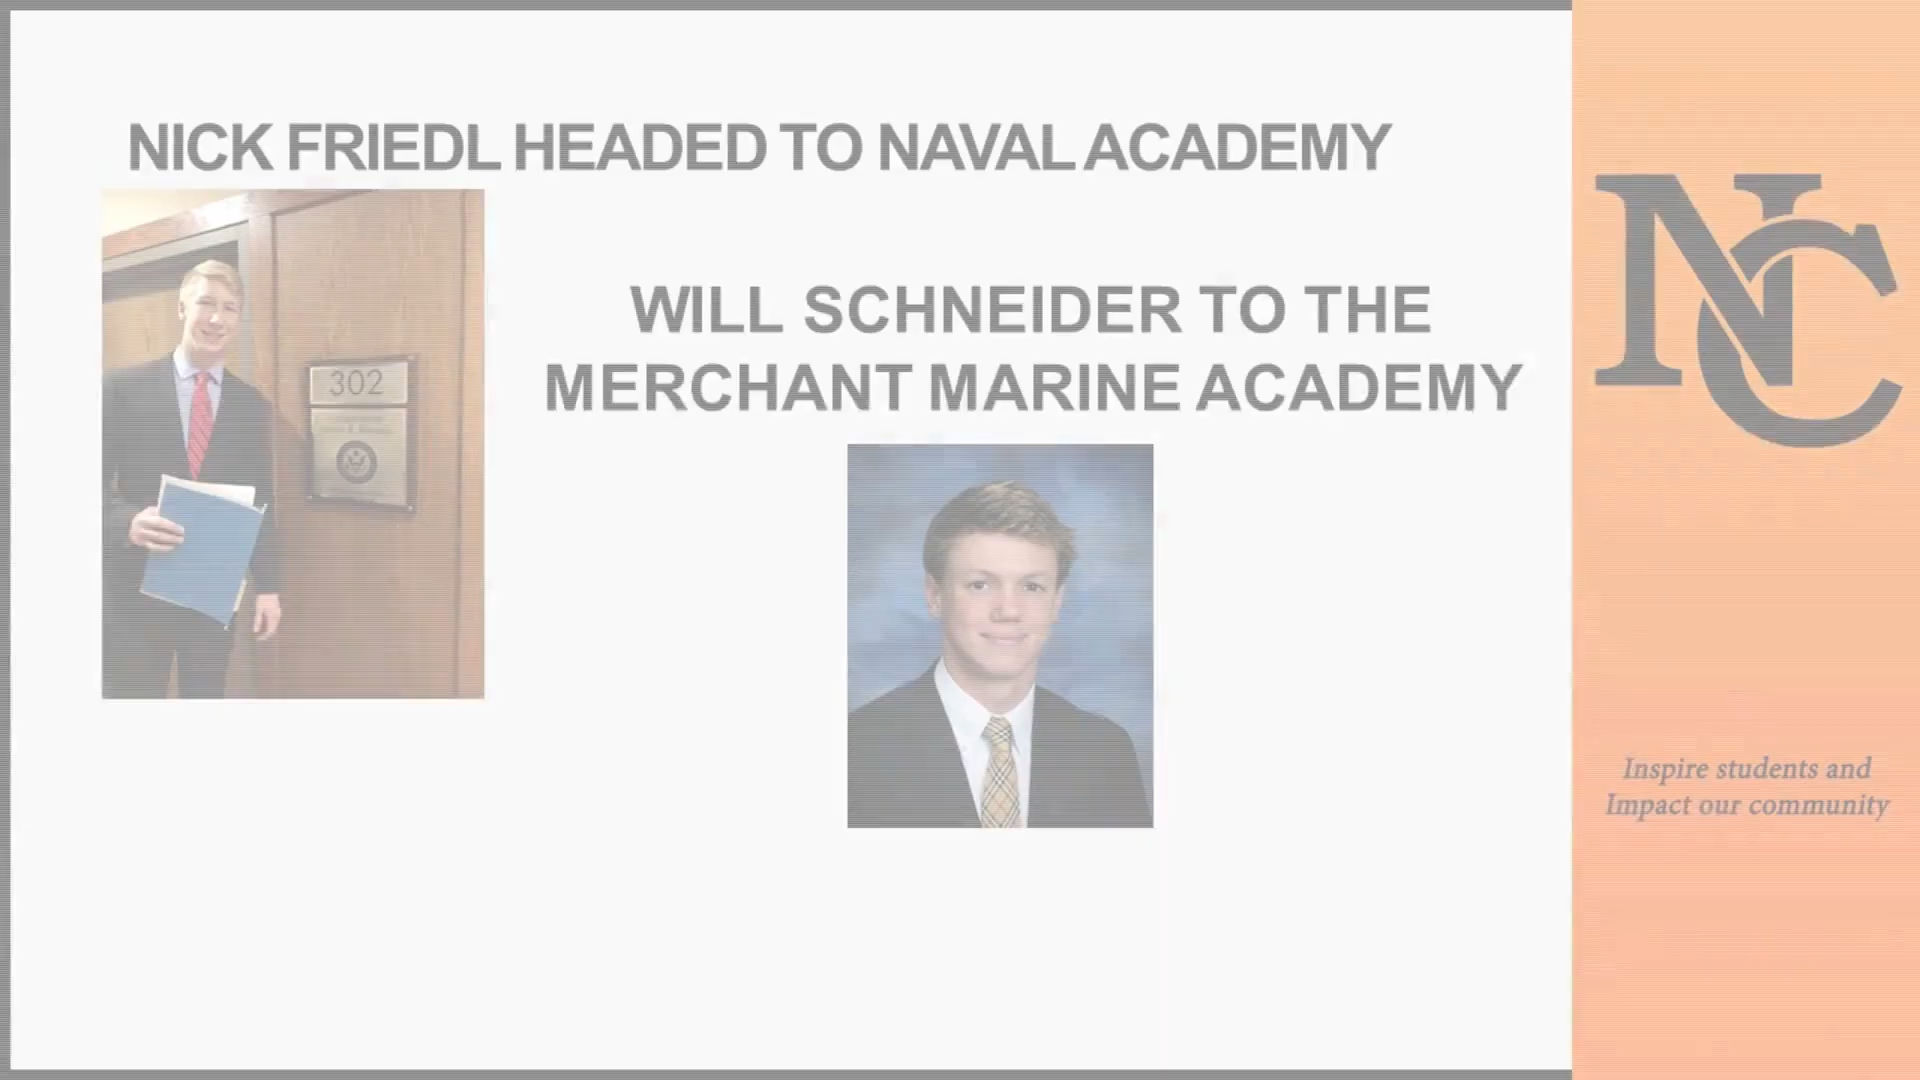 NICK FRIEDL HEADED TO NAVAL ACADEMY
WILL SCHNEIDER TO THE
MERCHANT MARINE ACADEMY
302
NC
Inspire students and
Impact our community